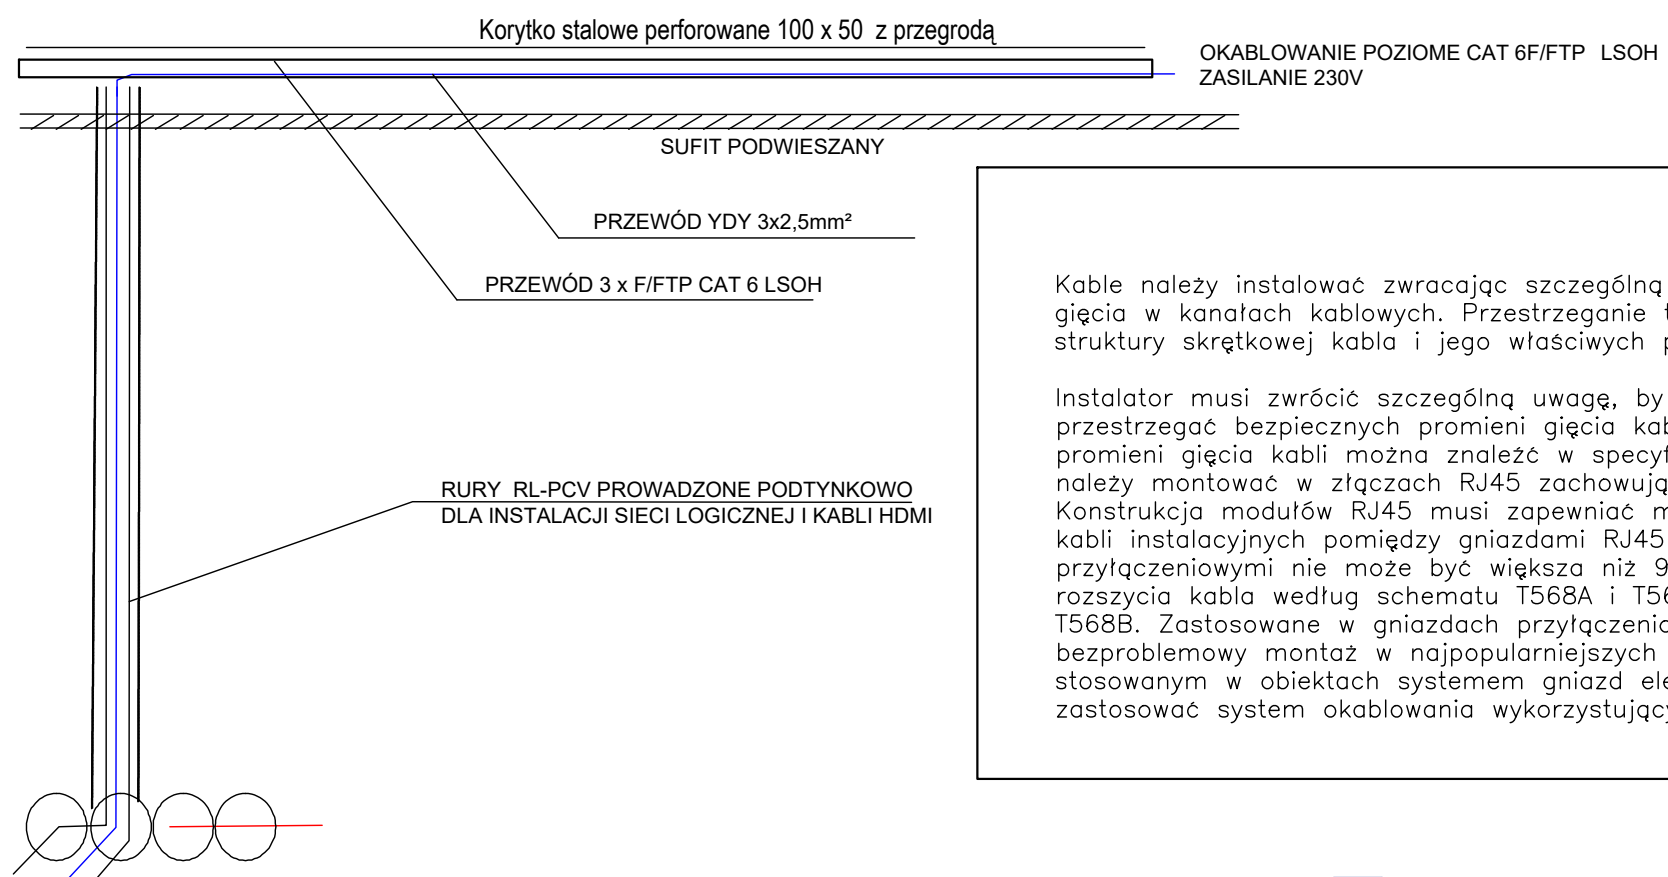 Korytko stalowe perforowane 100 x 50 z przegrodą
OKABLOWANIE POZIOME CAT 6F/FTP LSOH
ZASILANIE 230V
SUFIT PODWIESZANY
PRZEWÓD YDY 3x2,5mm²
PRZEWÓD 3 x F/FTP CAT 6 LSOH
RURY RL-PCV PROWADZONE PODTYNKOWO
DLA INSTALACJI SIECI LOGICZNEJ I KABLI HDMI
Kable należy instalować zwracając szczególną
gięcia w kanałach kablowych. Przestrzeganie
struktury skrętkowej kabla i jego właściwych
Instalator musi zwrócić szczególną uwagę, by
przestrzegać bezpiecznych promieni gięcia
promieni gięcia kabli można znaleźć w
należy montować w złączach RJ45
Konstrukcja modułów RJ45 musi zapewniać
kabli instalacyjnych pomiędzy gniazdami RJ45
przyłączeniowymi nie może być większa niż
rozszycia kabla według schematu T568A i
T568B. Zastosowane w gniazdach
bezproblemowy montaż w najpopularniejszych
stosowanym w obiektach systemem gniazd
zastosować system okablowania